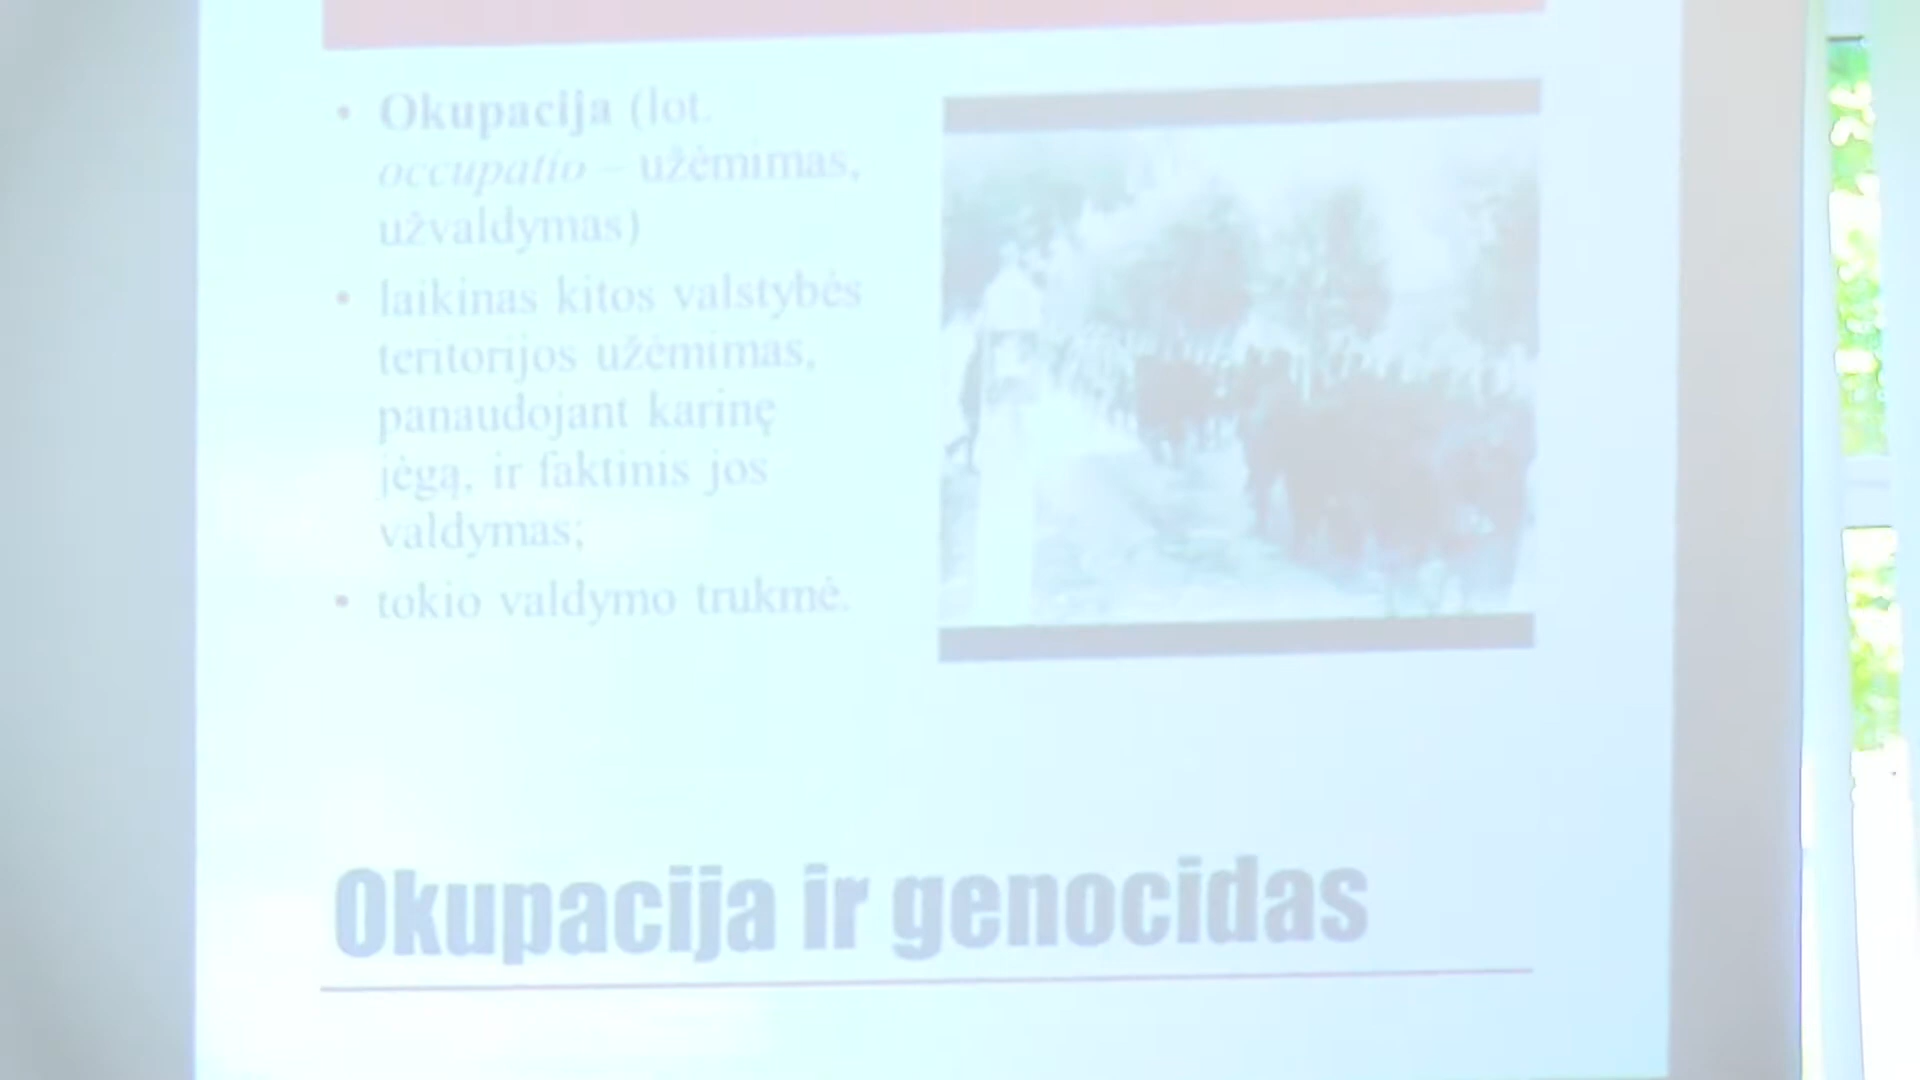 • Okupacija (lot.
occupatio – užėmimas,
užvaldymas)
• laikinas kitos valstybės
teritorijos užėmimas,
panaudojant karinę
jėgą, ir faktinis jos
valdymas;
• tokio valdymo trukmė.
Okupacija ir genocidas